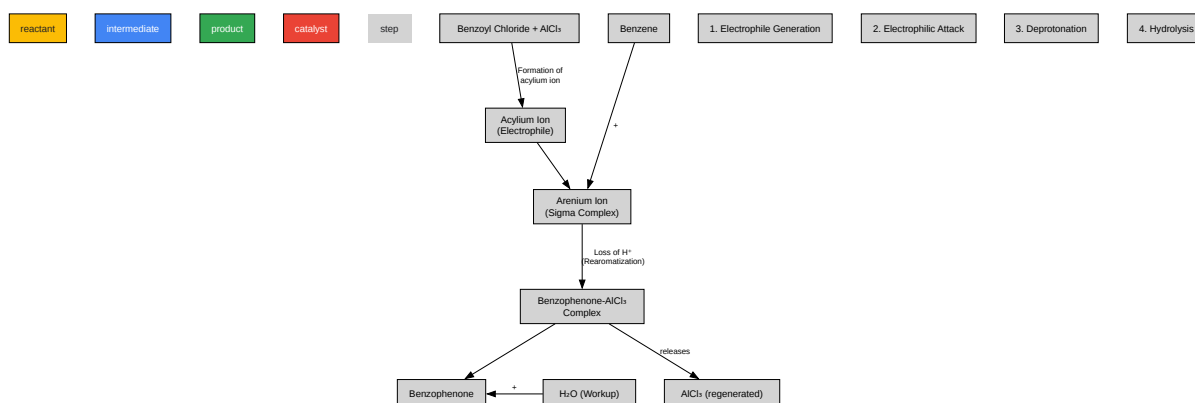 reactant
intermediate
product
catalyst
step
Benzoyl Chloride + AlCl₃
Benzene
1. Electrophile Generation
2. Electrophilic Attack
3. Deprotonation
4. Hydrolysis
Formation of
acylium ion
Acylium Ion
(Electrophile)
+
Arenium Ion
(Sigma Complex)
Loss of H⁺
(Rearomatization)
Benzophenone-AlCl₃
Complex
releases
Benzophenone
+
H₂O (Workup)
AlCl₃ (regenerated)